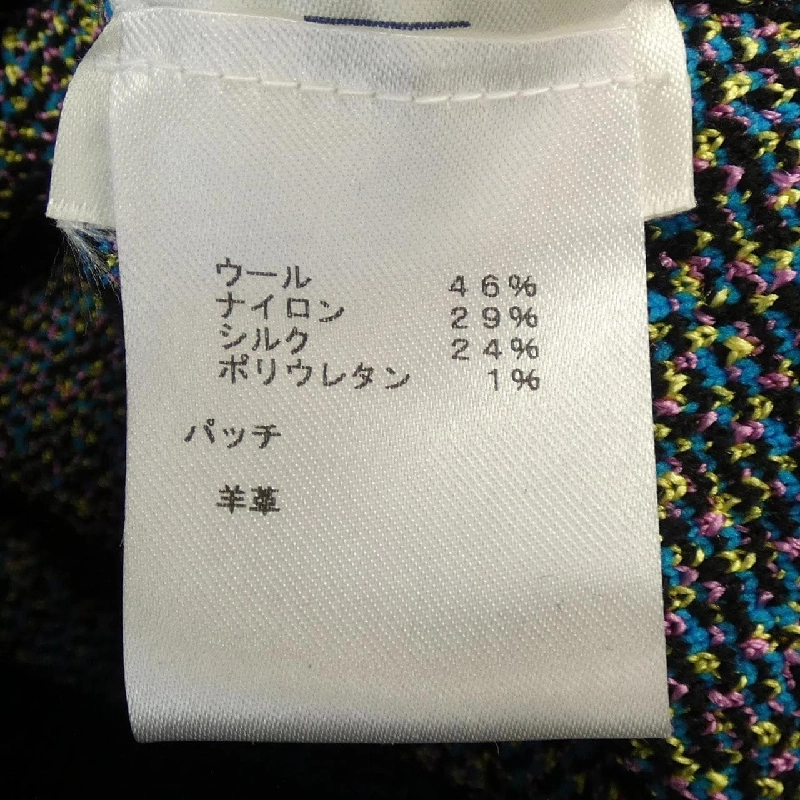 ウール 46%
ナイロン 29%
シルク 24%
ポリウレタン 1%
パッチ
羊革